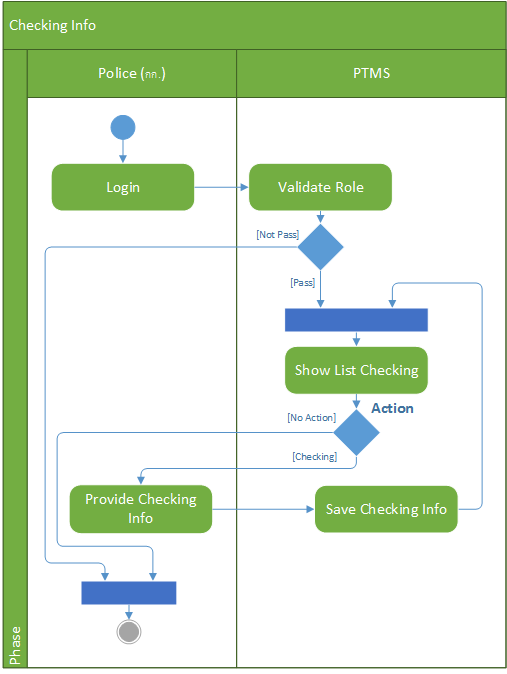 Checking Info
Police (กก.)
PTMS
Login
Validate Role
[Not Pass]
[Pass]
Show List Checking
Action
[No Action]
[Checking]
Provide Checking
Info
Save Checking Info
Phase